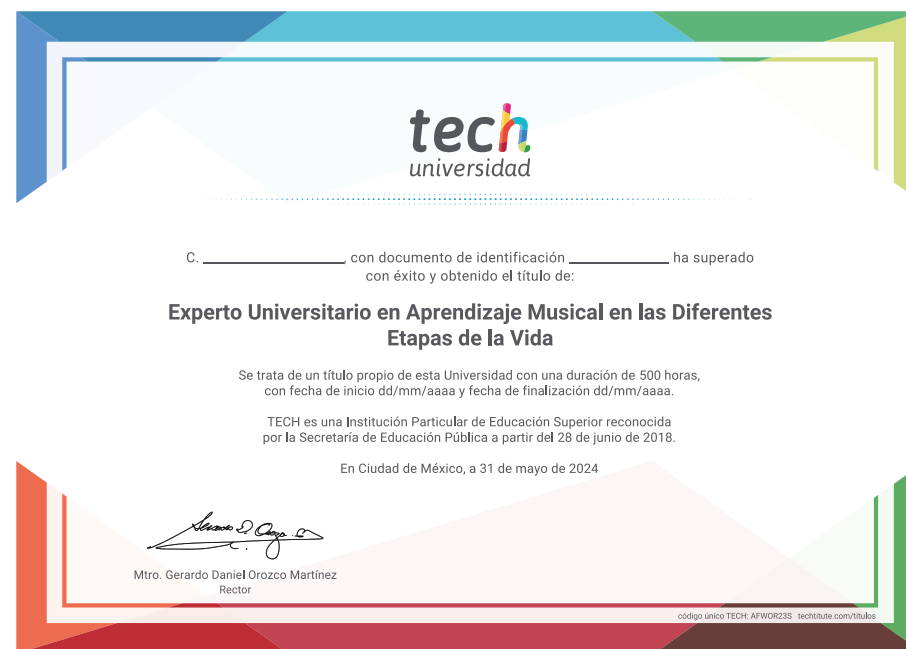 tech
universidad
C. ____________, con documento de identificación ____________ ha superado
con éxito y obtenido el título de:
Experto Universitario en Aprendizaje Musical en las Diferentes
Etapas de la Vida
Se trata de un título propio de esta Universidad con una duración de 500 horas,
con fecha de inicio dd/mm/aaaa y fecha de finalización dd/mm/aaaa.
TECH es una Institución Particular de Educación Superior reconocida
por la Secretaría de Educación Pública a partir del 28 de junio de 2018.
En Ciudad de México, a 31 de mayo de 2024
Mtro. Gerardo Daniel Orozco Martínez
Rector
código único TECH: AFWOR23S techtitute.com/titulos